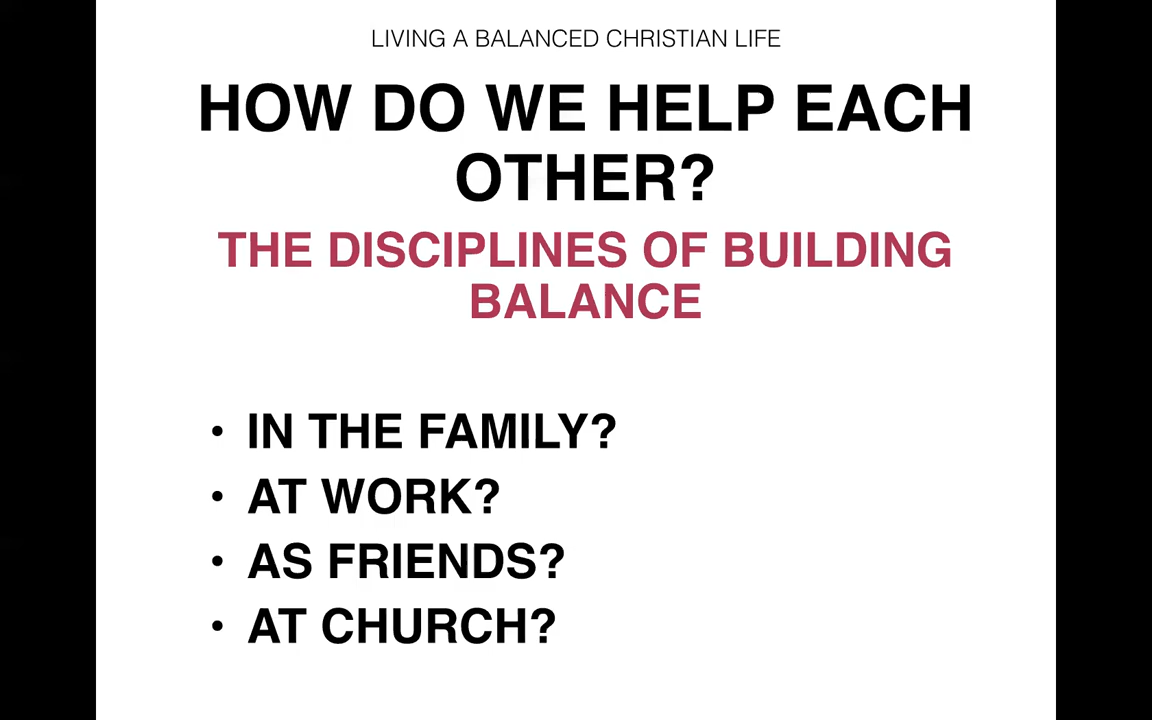 LIVING A BALANCED CHRISTIAN LIFE
HOW DO WE HELP EACH
OTHER?
THE DISCIPLINES OF BUILDING
BALANCE
• IN THE FAMILY?
• AT WORK?
• AS FRIENDS?
• AT CHURCH?